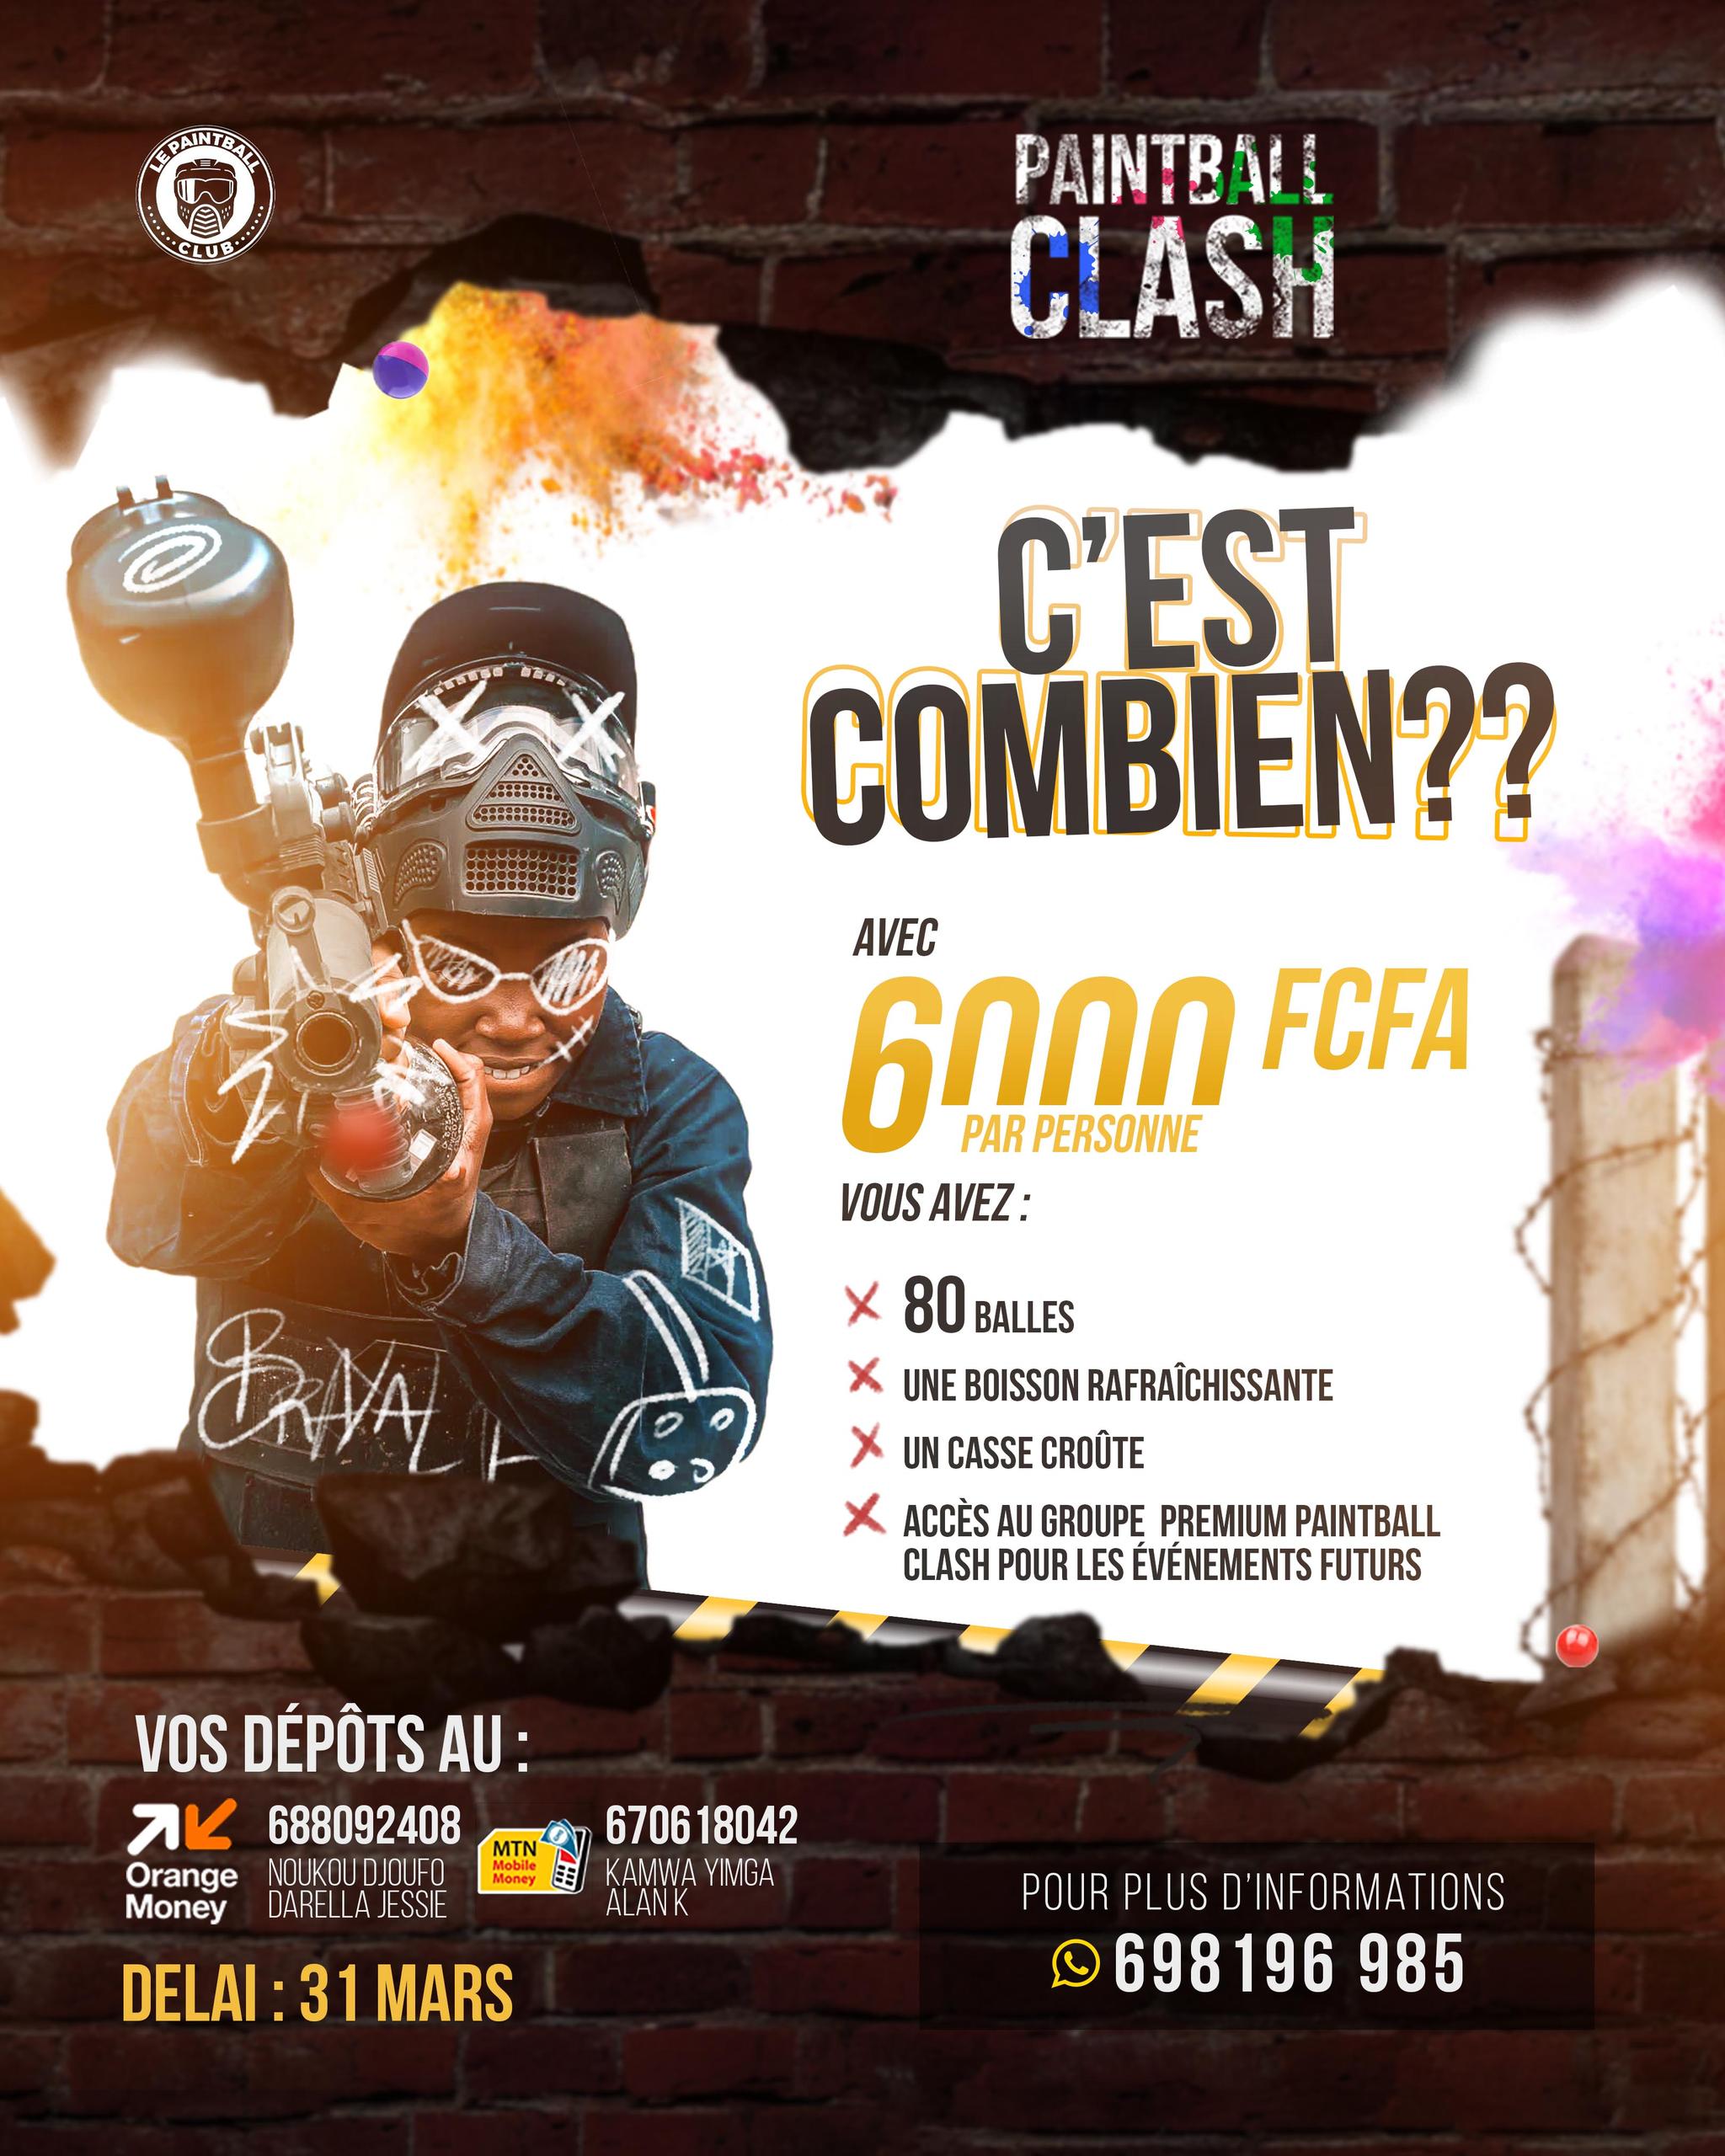 LE PAINTBALL
CLUB
PAINTBALL
CLASH
C'EST
COMBIEN??
AVEC
6000 FCFA
PAR PERSONNE
VOUS AVEZ :
80 BALLES
UNE BOISSON RAFRAÎCHISSANTE
UN CASSE CROÛTE
ACCÈS AU GROUPE PREMIUM PAINTBALL
CLASH POUR LES ÉVÉNEMENTS FUTURS
VOS DÉPÔTS AU :
Orange
Money
688092408
NOUKOU DJOUFO
DARELLA JESSIE
MTN
Mobile
Money
670618042
KAMWA YIMGA
ALAN K
DELAI : 31 MARS
POUR PLUS D'INFORMATIONS
698196 985